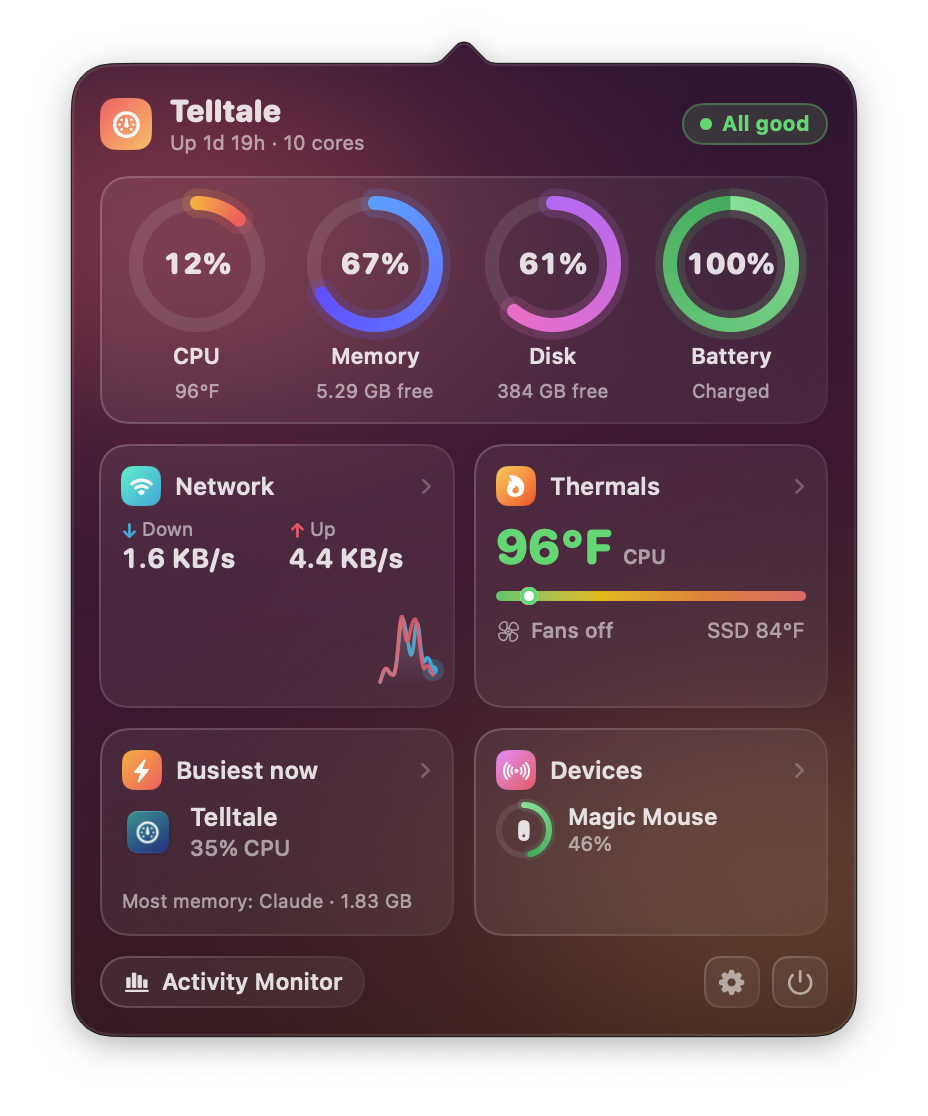 Telltale
Up 1d 19h · 10 cores
All good
12%
67%
61%
100%
CPU
Memory
Disk
Battery
96°F
5.29 GB free
384 GB free
Charged
Network
Down
Up
1.6 KB/s
4.4 KB/s
Thermals
96°F CPU
Fans off
SSD 84°F
Busiest now
Telltale
35% CPU
Most memory: Claude · 1.83 GB
Devices
Magic Mouse
46%
Activity Monitor